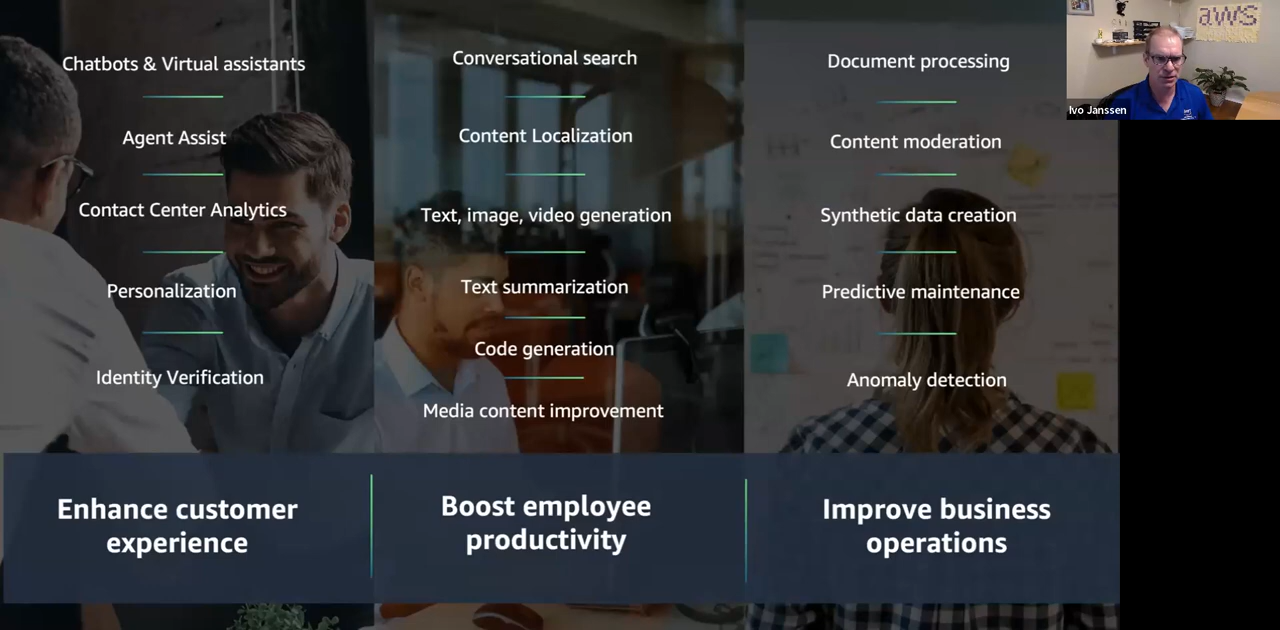 Chatbots & Virtual assistants
Agent Assist
Contact Center Analytics
Personalization
Identity Verification
Enhance customer
experience
Conversational search
Content Localization
Text, image, video generation
Text summarization
Code generation
Media content improvement
Boost employee
productivity
Document processing
Content moderation
Synthetic data creation
Predictive maintenance
Anomaly detection
Improve business
operations
aws
Ivo Janssen